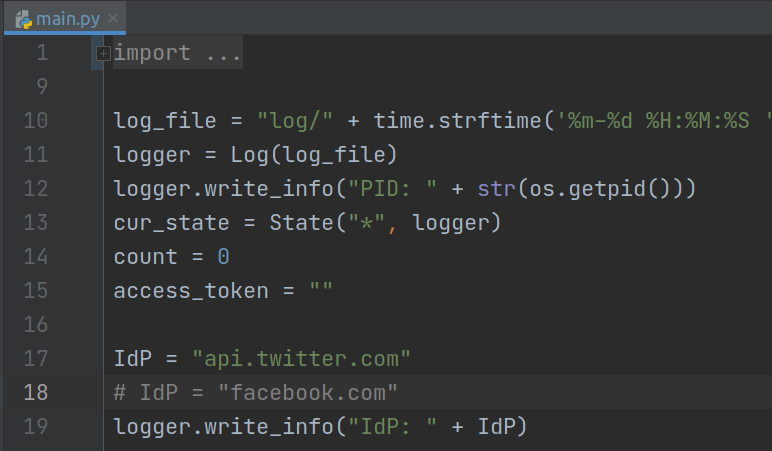 main.py
1 import ...
9
10 log_file = "log/" + time.strftime('%m-%d %H:%M:%S '
11 logger = Log(log_file)
12 logger.write_info("PID: " + str(os.getpid()))
13 cur_state = State("*", logger)
14 count = 0
15 access_token = ""
16
17 IdP = "api.twitter.com"
18 # IdP = "facebook.com"
19 logger.write_info("IdP: " + IdP)